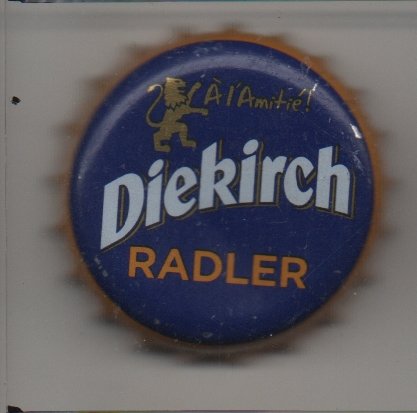 À l'Amitié!
Diekirch
RADLER